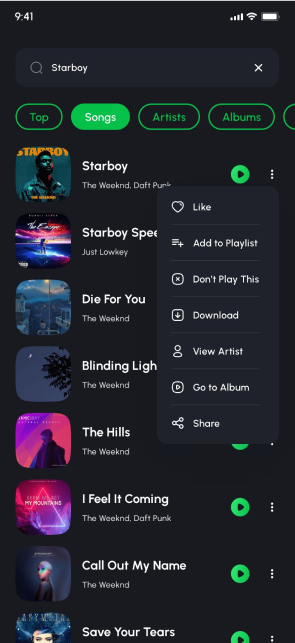 9:41
Starboy
Top
Songs
Artists
Albums
STARBOY
Starboy
The Weeknd, Daft Punk
Like
Add to Playlist
Don't Play This
Download
View Artist
Go to Album
Share
Starboy Spee
Just Lowkey
Die For You
The Weeknd
Blinding Ligh
The Weeknd
The Hills
The Weeknd
MY MOUNTAINS
I Feel It Coming
The Weeknd, Daft Punk
Call Out My Name
The Weeknd
Save Your Tears